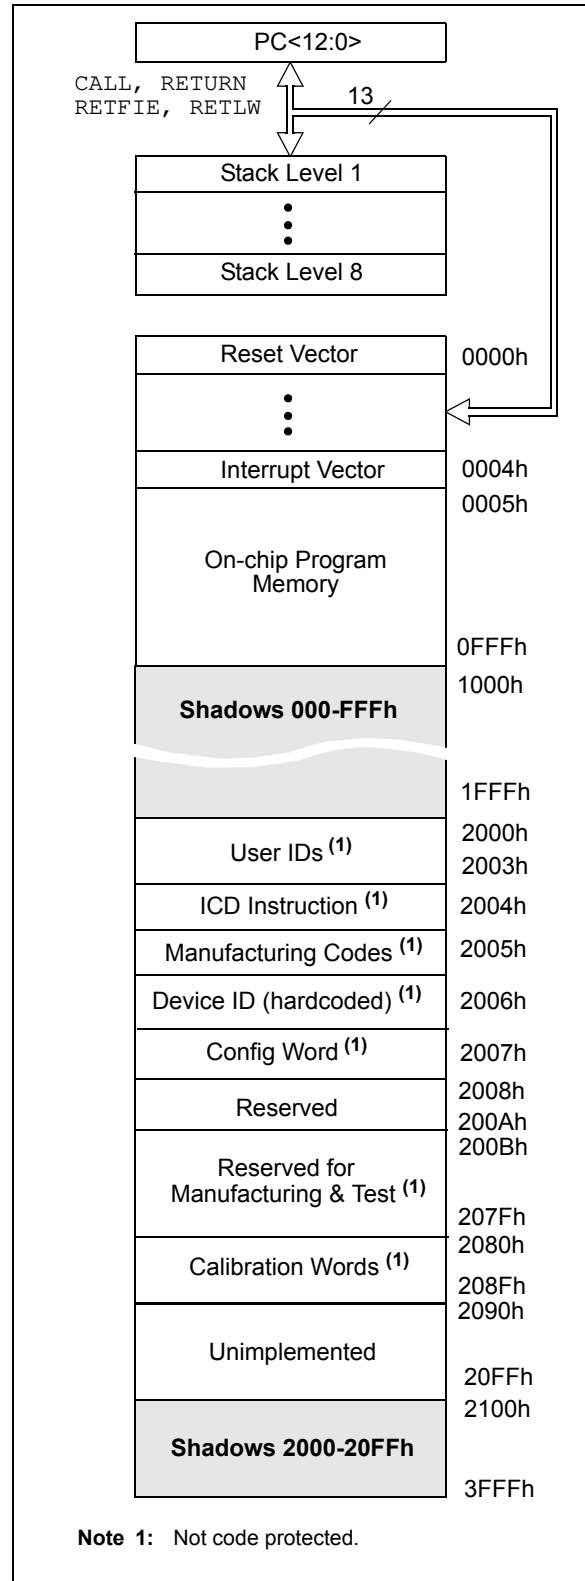 PC<12:0>
CALL, RETURN
RETFIE, RETLW
13
Stack Level 1
Stack Level 8
Reset Vector
0000h
Interrupt Vector
0004h
0005h
On-chip Program
Memory
0FFFh
1000h
Shadows 000-FFFh
1FFFh
2000h
User IDs (1)
2003h
ICD Instruction (1)
2004h
Manufacturing Codes (1)
2005h
Device ID (hardcoded) (1)
2006h
Config Word (1)
2007h
2008h
Reserved
200Ah
200Bh
Reserved for
Manufacturing & Test (1)
207Fh
2080h
Calibration Words (1)
208Fh
2090h
Unimplemented
20FFh
2100h
Shadows 2000-20FFh
3FFFh
Note 1: Not code protected.